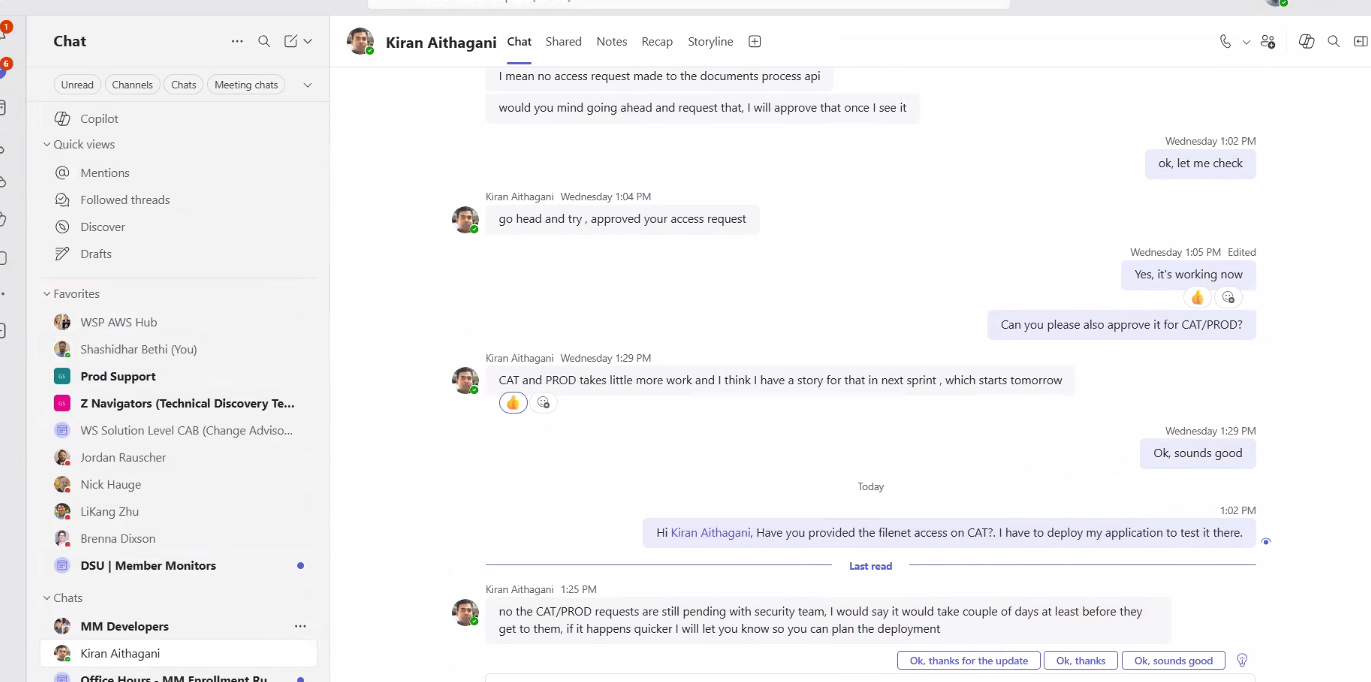 1
6
Chat
Unread
Channels
Chats
Meeting chats
Copilot
Quick views
Mentions
Followed threads
Discover
Drafts
Favorites
WSP AWS Hub
Shashidhar Bethi (You)
GS Prod Support
GS Z Navigators (Technical Discovery Te...
WS Solution Level CAB (Change Adviso...
Jordan Rauscher
Nick Hauge
LiKang Zhu
Brenna Dixson
DSU | Member Monitors
Chats
MM Developers
Kiran Aithagani
Office Hours - MM Enrollment Ru...
Kiran Aithagani
Chat
Shared
Notes
Recap
Storyline
I mean no access request made to the documents process api
would you mind going ahead and request that, I will approve that once I see it
Wednesday 1:02 PM
ok, let me check
Kiran Aithagani Wednesday 1:04 PM
go head and try , approved your access request
Wednesday 1:05 PM Edited
Yes, it's working now
Can you please also approve it for CAT/PROD?
Kiran Aithagani Wednesday 1:29 PM
CAT and PROD takes little more work and I think I have a story for that in next sprint , which starts tomorrow
Wednesday 1:29 PM
Ok, sounds good
Today
1:02 PM
Hi Kiran Aithagani, Have you provided the filenet access on CAT?. I have to deploy my application to test it there.
Last read
Kiran Aithagani 1:25 PM
no the CAT/PROD requests are still pending with security team, I would say it would take couple of days at least before they
get to them, if it happens quicker I will let you know so you can plan the deployment
Ok, thanks for the update
Ok, thanks
Ok, sounds good